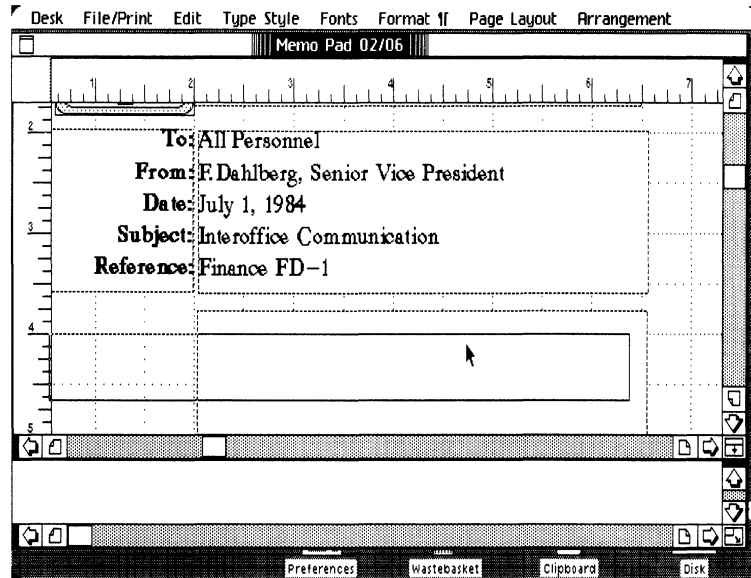 Desk File/Print Edit Type Style Fonts Format ¶ Page Layout Arrangement
Memo Pad 02/06
1 2 3 4 5 6 7
2
To: All Personnel
From: F. Dahlberg, Senior Vice President
Date: July 1, 1984
3
Subject: Interoffice Communication
Reference: Finance FD-1
4
5
Preferences Wastebasket Clipboard Disk